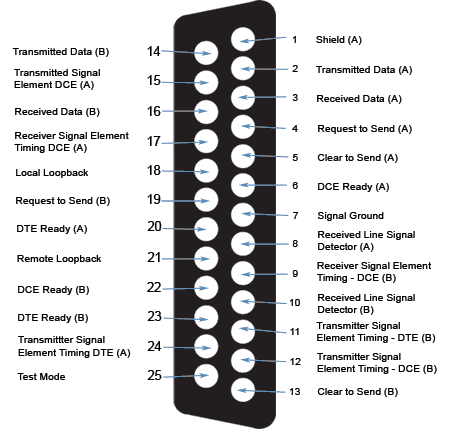 Transmitted Data (B) 14
Transmitted Signal
Element DCE (A) 15
Received Data (B) 16
Receiver Signal Element
Timing DCE (A) 17
Local Loopback 18
Request to Send (B) 19
DTE Ready (A) 20
Remote Loopback 21
DCE Ready (B) 22
DTE Ready (B) 23
Transmittter Signal
Element Timing DTE (A) 24
Test Mode 25
1 Shield (A)
2 Transmitted Data (A)
3 Received Data (A)
4 Request to Send (A)
5 Clear to Send (A)
6 DCE Ready (A)
7 Signal Ground
8 Received Line Signal
Detector (A)
9 Receiver Signal Element
Timing - DCE (B)
10 Received Line Signal
Detector (B)
11 Transmitter Signal
Element Timing - DTE (B)
12 Transmitter Signal
Element Timing - DCE (B)
13 Clear to Send (B)